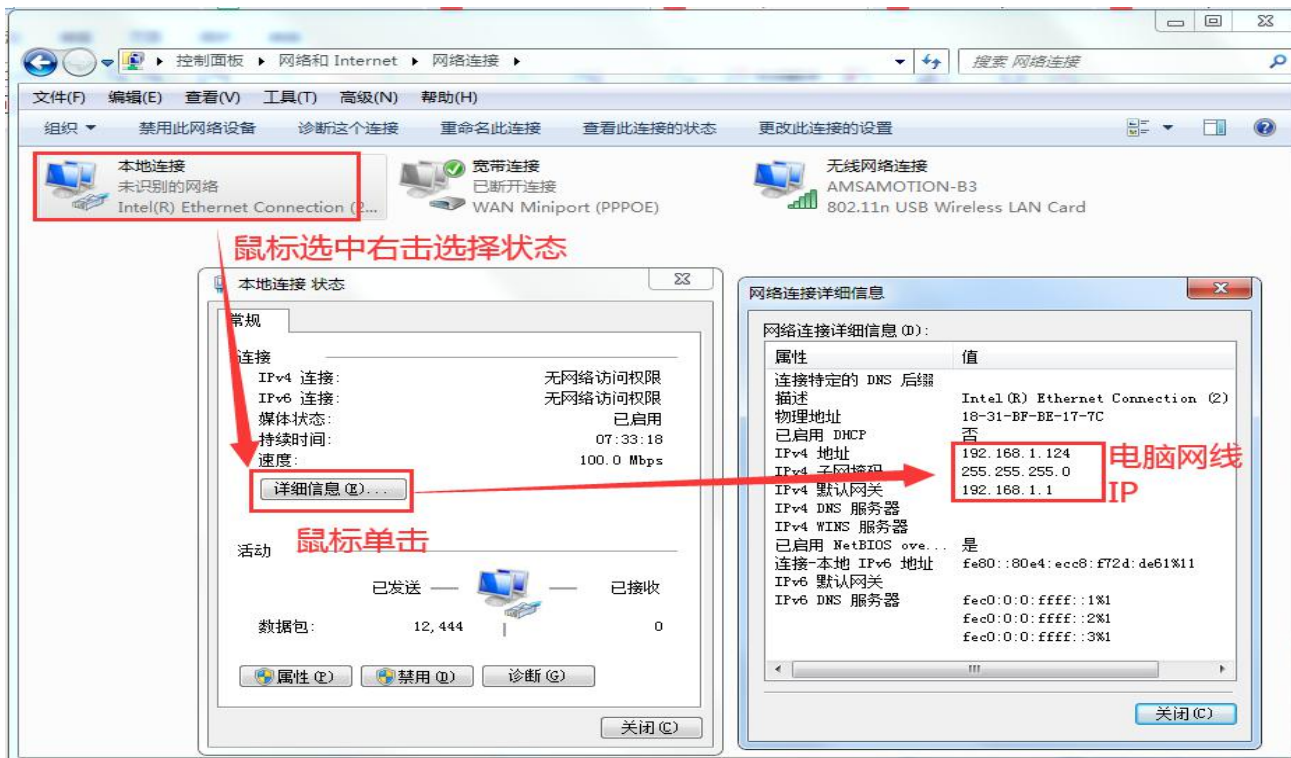 控制面板 ▸ 网络和 Internet ▸ 网络连接 ▸
搜索 网络连接
文件(F) 编辑(E) 查看(V) 工具(T) 高级(N) 帮助(H)
组织 禁用此网络设备 诊断这个连接 重命名此连接 查看此连接的状态 更改此连接的设置
本地连接
未识别的网络
Intel(R) Ethernet Connection (2...
宽带连接
已断开连接
WAN Miniport (PPPOE)
无线网络连接
AMSAMOTION-B3
802.11n USB Wireless LAN Card
鼠标选中右击选择状态
本地连接 状态
常规
连接
IPv4 连接: 无网络访问权限
IPv6 连接: 无网络访问权限
媒体状态: 已启用
持续时间: 07:33:18
速度: 100.0 Mbps
详细信息(E)...
鼠标单击
活动
已发送 — — 已接收
数据包: 12,444 0
属性(P) 禁用(D) 诊断(G)
关闭(C)
网络连接详细信息
网络连接详细信息(D):
属性 值
连接特定的 DNS 后缀
描述 Intel(R) Ethernet Connection (2)
物理地址 18-31-BF-BE-17-7C
已启用 DHCP 否
IPv4 地址 192.168.1.124
IPv4 子网掩码 255.255.255.0
IPv4 默认网关 192.168.1.1
IPv4 DNS 服务器
IPv4 WINS 服务器
已启用 NetBIOS ove... 是
连接-本地 IPv6 地址 fe80::80e4:ecc8:f72d:de61%11
IPv6 默认网关
IPv6 DNS 服务器 fec0:0:0:ffff::1%1
fec0:0:0:ffff::2%1
fec0:0:0:ffff::3%1
电脑网线
IP
关闭(C)